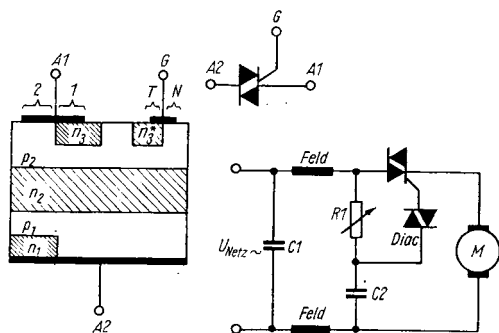 A1
G
2
1
T
N
n3
n3*
p2
n2
p1
n1
A2
G
A2
A1
Feld
R1
Diac
UNetz~
C1
C2
M
Feld